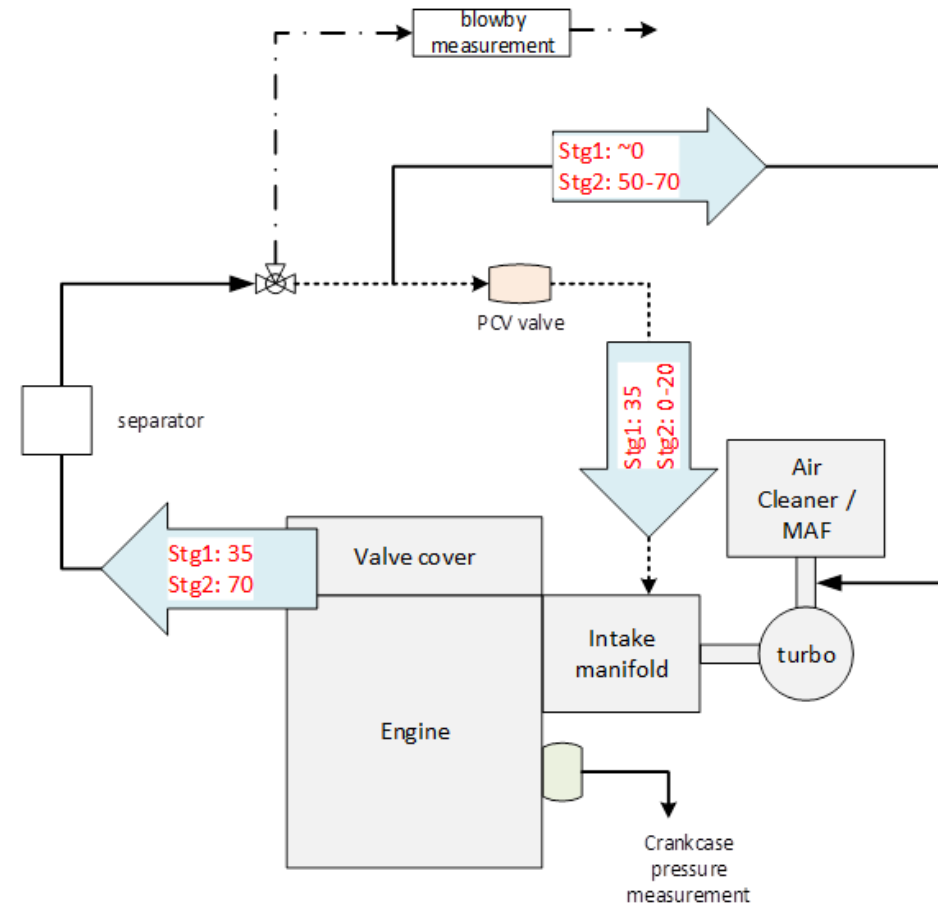 blowby
measurement
Stg1: ~0
Stg2: 50-70
PCV valve
Stg1: 35
Stg2: 0-20
separator
Air
Cleaner /
MAF
Stg1: 35
Stg2: 70
Valve cover
Intake
manifold
turbo
Engine
Crankcase
pressure
measurement